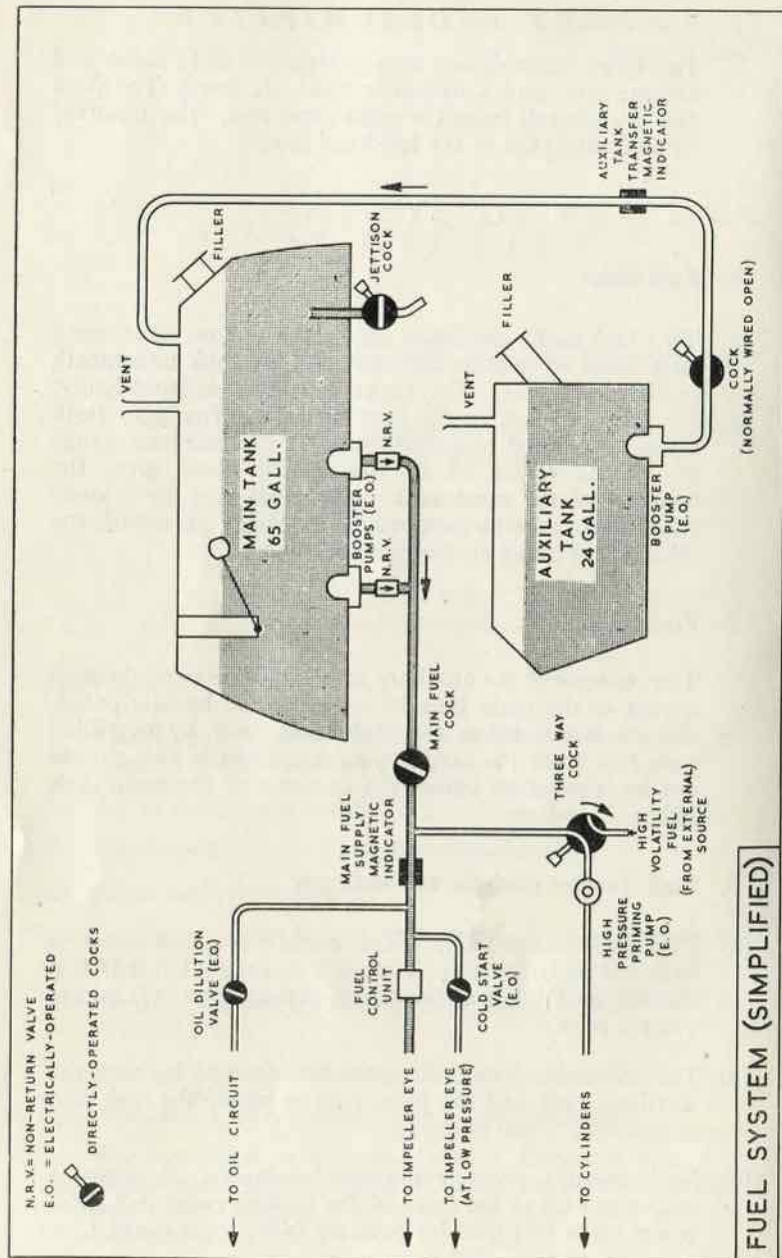 N.R.V. = NON-RETURN VALVE
E.O. = ELECTRICALLY-OPERATED
DIRECTLY-OPERATED COCKS
VENT
FILLER
MAIN TANK
65 GALL.
JETTISON
COCK
BOOSTER
PUMPS (E.O.)
N.R.V.
N.R.V.
AUXILIARY
TANK
TRANSFER
MAGNETIC
INDICATOR
VENT
FILLER
AUXILIARY
TANK
24 GALL.
BOOSTER
PUMP
(E.O.)
COCK
(NORMALLY WIRED OPEN)
MAIN FUEL
COCK
MAIN FUEL
SUPPLY
MAGNETIC
INDICATOR
OIL DILUTION
VALVE (E.O.)
FUEL
CONTROL
UNIT
COLD START
VALVE
(E.O)
THREE WAY
COCK
HIGH
VOLATILITY
FUEL
(FROM EXTERNAL
SOURCE
HIGH
PRESSURE
PRIMING
PUMP
(E.O.)
TO OIL CIRCUIT
TO IMPELLER EYE
TO IMPELLER EYE
(AT LOW PRESSURE)
TO CYLINDERS
FUEL SYSTEM (SIMPLIFIED)